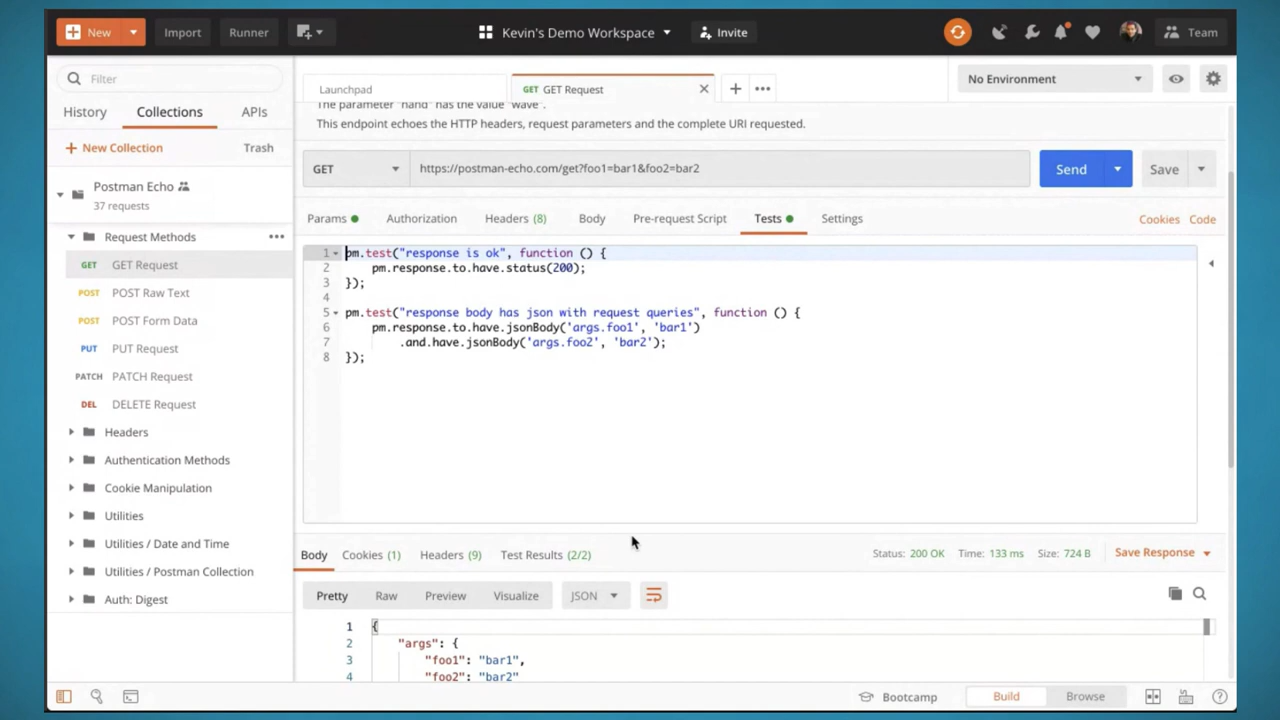 New
Import
Runner
Kevin's Demo Workspace
Invite
Team
Filter
History
Collections
APIs
New Collection
Trash
Postman Echo
37 requests
Request Methods
GET GET Request
POST POST Raw Text
POST POST Form Data
PUT PUT Request
PATCH PATCH Request
DEL DELETE Request
Headers
Authentication Methods
Cookie Manipulation
Utilities
Utilities / Date and Time
Utilities / Postman Collection
Auth: Digest
Launchpad
GET GET Request
No Environment
The parameter "hand" has the value "wave".
This endpoint echoes the HTTP headers, request parameters and the complete URI requested.
GET
https://postman-echo.com/get?foo1=bar1&foo2=bar2
Send
Save
Params
Authorization
Headers (8)
Body
Pre-request Script
Tests
Settings
Cookies
Code
1 pm.test("response is ok", function () {
2 pm.response.to.have.status(200);
3 });
4
5 pm.test("response body has json with request queries", function () {
6 pm.response.to.have.jsonBody('args.foo1', 'bar1')
7 .and.have.jsonBody('args.foo2', 'bar2');
8 });
Body
Cookies (1)
Headers (9)
Test Results (2/2)
Status: 200 OK
Time: 133 ms
Size: 724 B
Save Response
Pretty
Raw
Preview
Visualize
JSON
1 {
2 "args": {
3 "foo1": "bar1",
4 "foo2": "bar2"
Bootcamp
Build
Browse